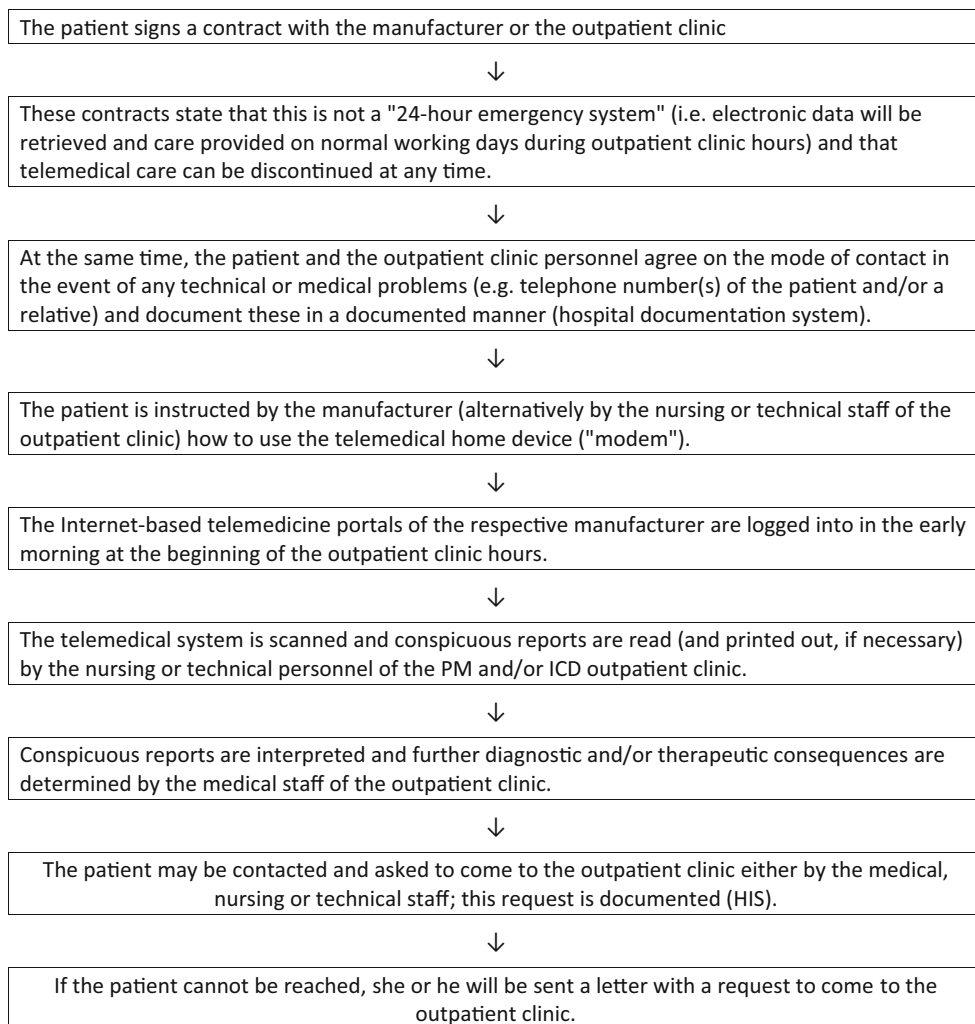 The patient signs a contract with the manufacturer or the outpatient clinic
↓
These contracts state that this is not a "24-hour emergency system" (i.e. electronic data will be
retrieved and care provided on normal working days during outpatient clinic hours) and that
telemedical care can be discontinued at any time.
↓
At the same time, the patient and the outpatient clinic personnel agree on the mode of contact in
the event of any technical or medical problems (e.g. telephone number(s) of the patient and/or a
relative) and document these in a documented manner (hospital documentation system).
↓
The patient is instructed by the manufacturer (alternatively by the nursing or technical staff of the
outpatient clinic) how to use the telemedical home device ("modem").
↓
The Internet-based telemedicine portals of the respective manufacturer are logged into in the early
morning at the beginning of the outpatient clinic hours.
↓
The telemedical system is scanned and conspicuous reports are read (and printed out, if necessary)
by the nursing or technical personnel of the PM and/or ICD outpatient clinic.
↓
Conspicuous reports are interpreted and further diagnostic and/or therapeutic consequences are
determined by the medical staff of the outpatient clinic.
↓
The patient may be contacted and asked to come to the outpatient clinic either by the medical,
nursing or technical staff; this request is documented (HIS).
↓
If the patient cannot be reached, she or he will be sent a letter with a request to come to the
outpatient clinic.